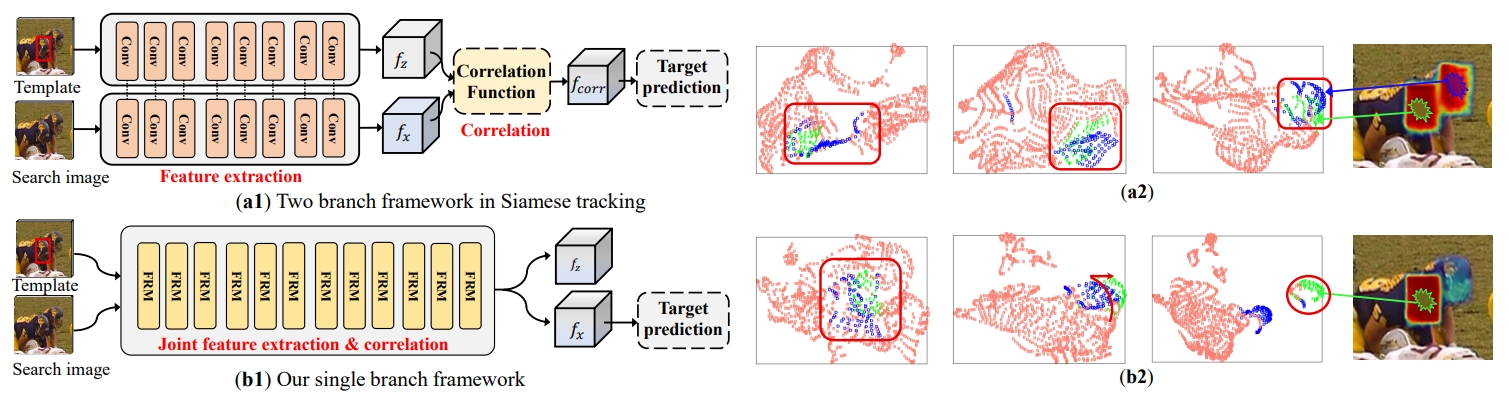 Template
Search image
Conv Conv Conv Conv Conv Conv Conv Conv
Conv Conv Conv Conv Conv Conv Conv Conv
Feature extraction
f_z
f_x
Correlation
Function
Correlation
f_corr
Target
prediction
(a1) Two branch framework in Siamese tracking
(a2)
Template
Search image
FRM FRM FRM FRM FRM FRM FRM FRM FRM FRM FRM FRM
Joint feature extraction & correlation
f_z
f_x
Target
prediction
(b1) Our single branch framework
(b2)